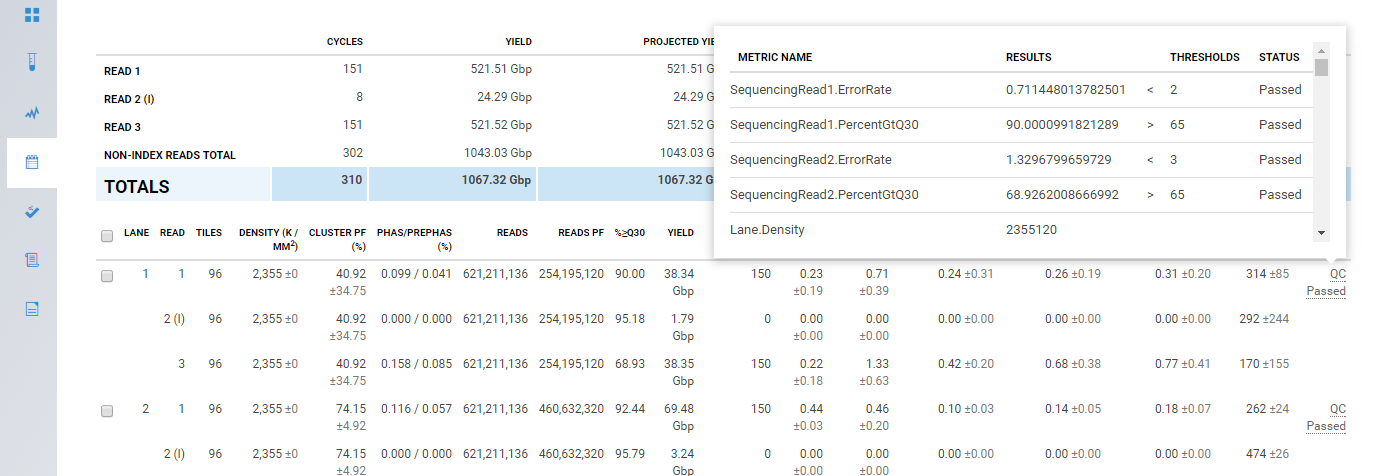 CYCLES YIELD PROJECTED YIE
READ 1 151 521.51 Gbp 521.51 G
READ 2 (I) 8 24.29 Gbp 24.29 G
READ 3 151 521.52 Gbp 521.52 G
NON-INDEX READS TOTAL 302 1043.03 Gbp 1043.03 G
TOTALS 310 1067.32 Gbp 1067.32 G
METRIC NAME RESULTS THRESHOLDS STATUS
SequencingRead1.ErrorRate 0.711448013782501 < 2 Passed
SequencingRead1.PercentGtQ30 90.0000991821289 > 65 Passed
SequencingRead2.ErrorRate 1.3296799659729 < 3 Passed
SequencingRead2.PercentGtQ30 68.9262008666992 > 65 Passed
Lane.Density 2355120
LANE READ TILES DENSITY (K / CLUSTER PF PHAS/PREPHAS READS READS PF %≥Q30 YIELD
MM2) (%) (%)
1 1 96 2,355 ±0 40.92 0.099 / 0.041 621,211,136 254,195,120 90.00 38.34 150 0.23 0.71 0.24 ±0.31 0.26 ±0.19 0.31 ±0.20 314 ±85 QC
±34.75 Gbp ±0.19 ±0.39 Passed
2 (I) 96 2,355 ±0 40.92 0.000 / 0.000 621,211,136 254,195,120 95.18 1.79 0 0.00 0.00 0.00 ±0.00 0.00 ±0.00 0.00 ±0.00 292 ±244
±34.75 Gbp ±0.00 ±0.00
3 96 2,355 ±0 40.92 0.158 / 0.085 621,211,136 254,195,120 68.93 38.35 150 0.22 1.33 0.42 ±0.20 0.68 ±0.38 0.77 ±0.41 170 ±155
±34.75 Gbp ±0.18 ±0.63
2 1 96 2,355 ±0 74.15 0.116 / 0.057 621,211,136 460,632,320 92.44 69.48 150 0.44 0.46 0.10 ±0.03 0.14 ±0.05 0.18 ±0.07 262 ±24 QC
±4.92 Gbp ±0.03 ±0.20 Passed
2 (I) 96 2,355 ±0 74.15 0.000 / 0.000 621,211,136 460,632,320 95.79 3.24 0 0.00 0.00 0.00 ±0.00 0.00 ±0.00 0.00 ±0.00 474 ±26
±4.92 Gbp ±0.00 ±0.00